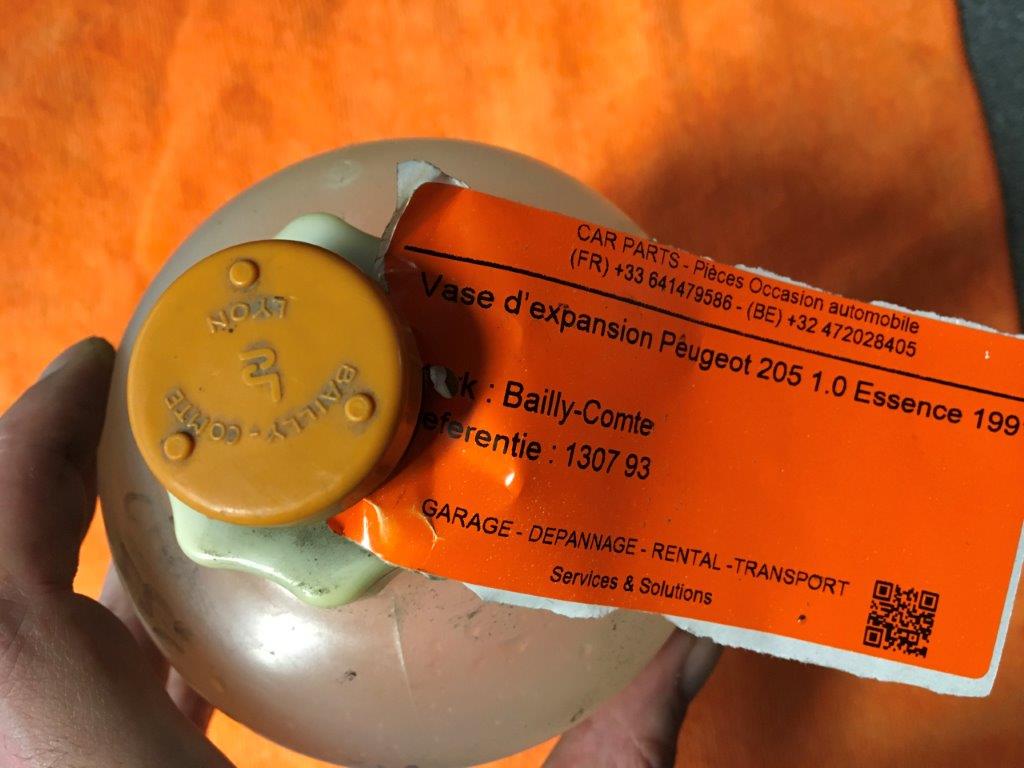 LYON
BAILLY-COMTE
CAR PARTS - Pièces Occasion automobile
(FR) +33 641479586 - (BE) +32 472028405
Vase d'expansion Peugeot 205 1.0 Essence 199
k : Bailly-Comte
eferentie : 1307 93
GARAGE - DEPANNAGE - RENTAL -TRANSPORT
Services & Solutions